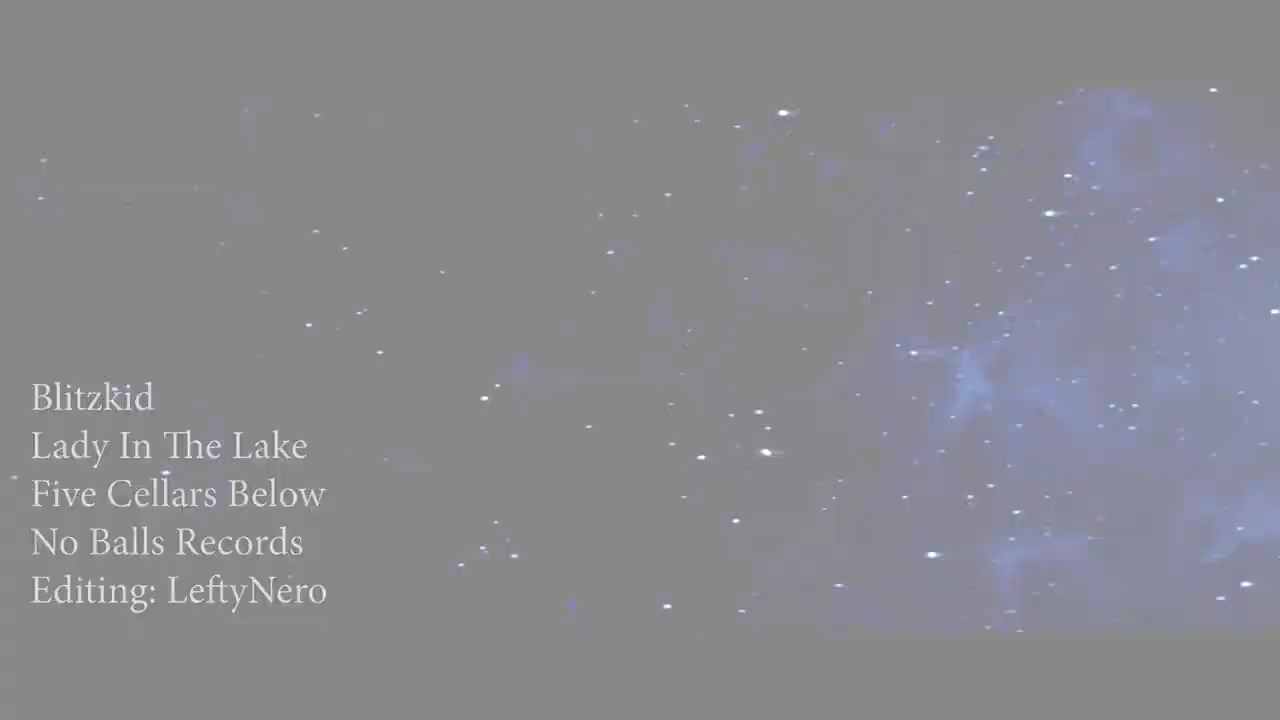 Blitzkid
Lady In The Lake
Five Cellars Below
No Balls Records
Editing: LeftyNero